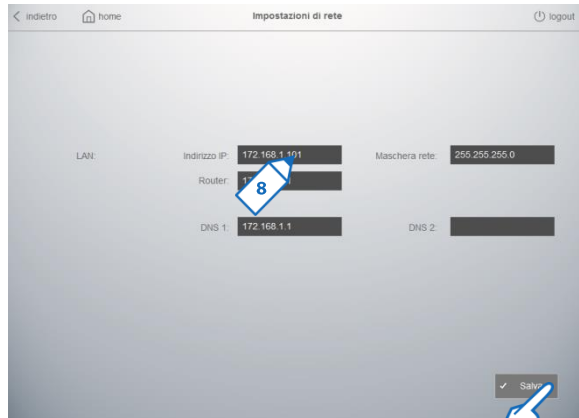 indietro home Impostazioni di rete logout
LAN: Indirizzo IP: 172.168.1.101 Maschera rete: 255.255.255.0
Router:
8
DNS 1: 172.168.1.1 DNS 2:
Salva